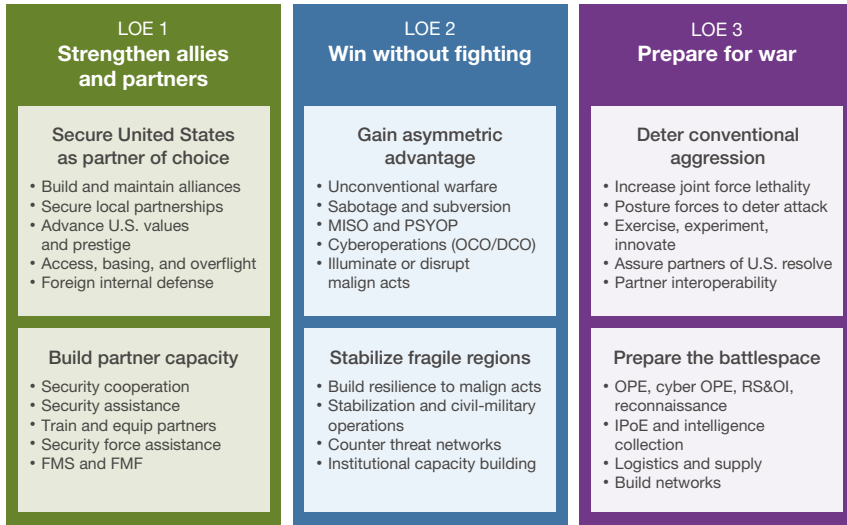 LOE 1
Strengthen allies
and partners
Secure United States
as partner of choice
• Build and maintain alliances
• Secure local partnerships
• Advance U.S. values
and prestige
• Access, basing, and overflight
• Foreign internal defense
Build partner capacity
• Security cooperation
• Security assistance
• Train and equip partners
• Security force assistance
• FMS and FMF
LOE 2
Win without fighting
Gain asymmetric
advantage
• Unconventional warfare
• Sabotage and subversion
• MISO and PSYOP
• Cyberoperations (OCO/DCO)
• Illuminate or disrupt
malign acts
Stabilize fragile regions
• Build resilience to malign acts
• Stabilization and civil-military
operations
• Counter threat networks
• Institutional capacity building
LOE 3
Prepare for war
Deter conventional
aggression
• Increase joint force lethality
• Posture forces to deter attack
• Exercise, experiment,
innovate
• Assure partners of U.S. resolve
• Partner interoperability
Prepare the battlespace
• OPE, cyber OPE, RS&OI,
reconnaissance
• IPoE and intelligence
collection
• Logistics and supply
• Build networks